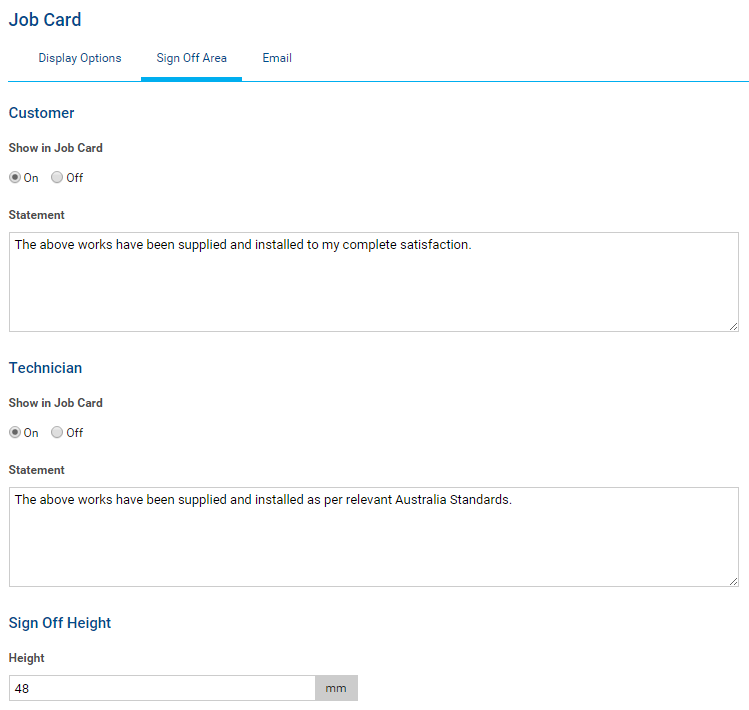 Job Card
Display Options Sign Off Area Email
Customer
Show in Job Card
On Off
Statement
The above works have been supplied and installed to my complete satisfaction.
Technician
Show in Job Card
On Off
Statement
The above works have been supplied and installed as per relevant Australia Standards.
Sign Off Height
Height
48 mm